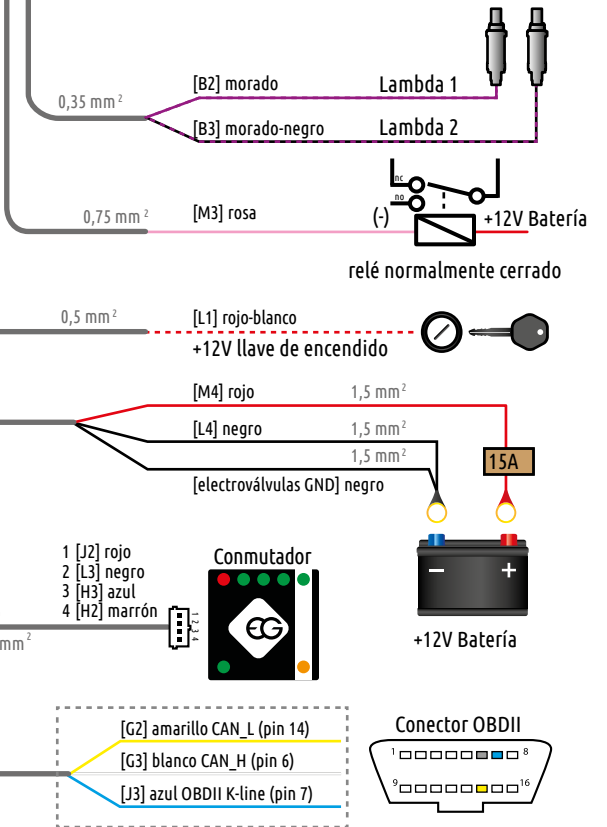 [B2] morado
Lambda 1
0,35 mm²
[B3] morado-negro
Lambda 2
nc
no
0,75 mm²
[M3] rosa
(-)
+12V Batería
relé normalmente cerrado
0,5 mm²
[L1] rojo-blanco
+12V llave de encendido
[M4] rojo
1,5 mm²
[L4] negro
1,5 mm²
1,5 mm²
[electroválvulas GND] negro
15A
1 [J2] rojo
2 [L3] negro
3 [H3] azul
4 [H2] marrón
mm²
1 2 3 4
Conmutador
EG
- +
+12V Batería
[G2] amarillo CAN_L (pin 14)
[G3] blanco CAN_H (pin 6)
[J3] azul OBDII K-line (pin 7)
Conector OBDII
1 8
9 16